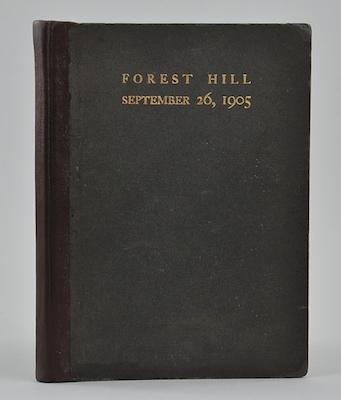 FOREST HILL
SEPTEMBER 26, 1905